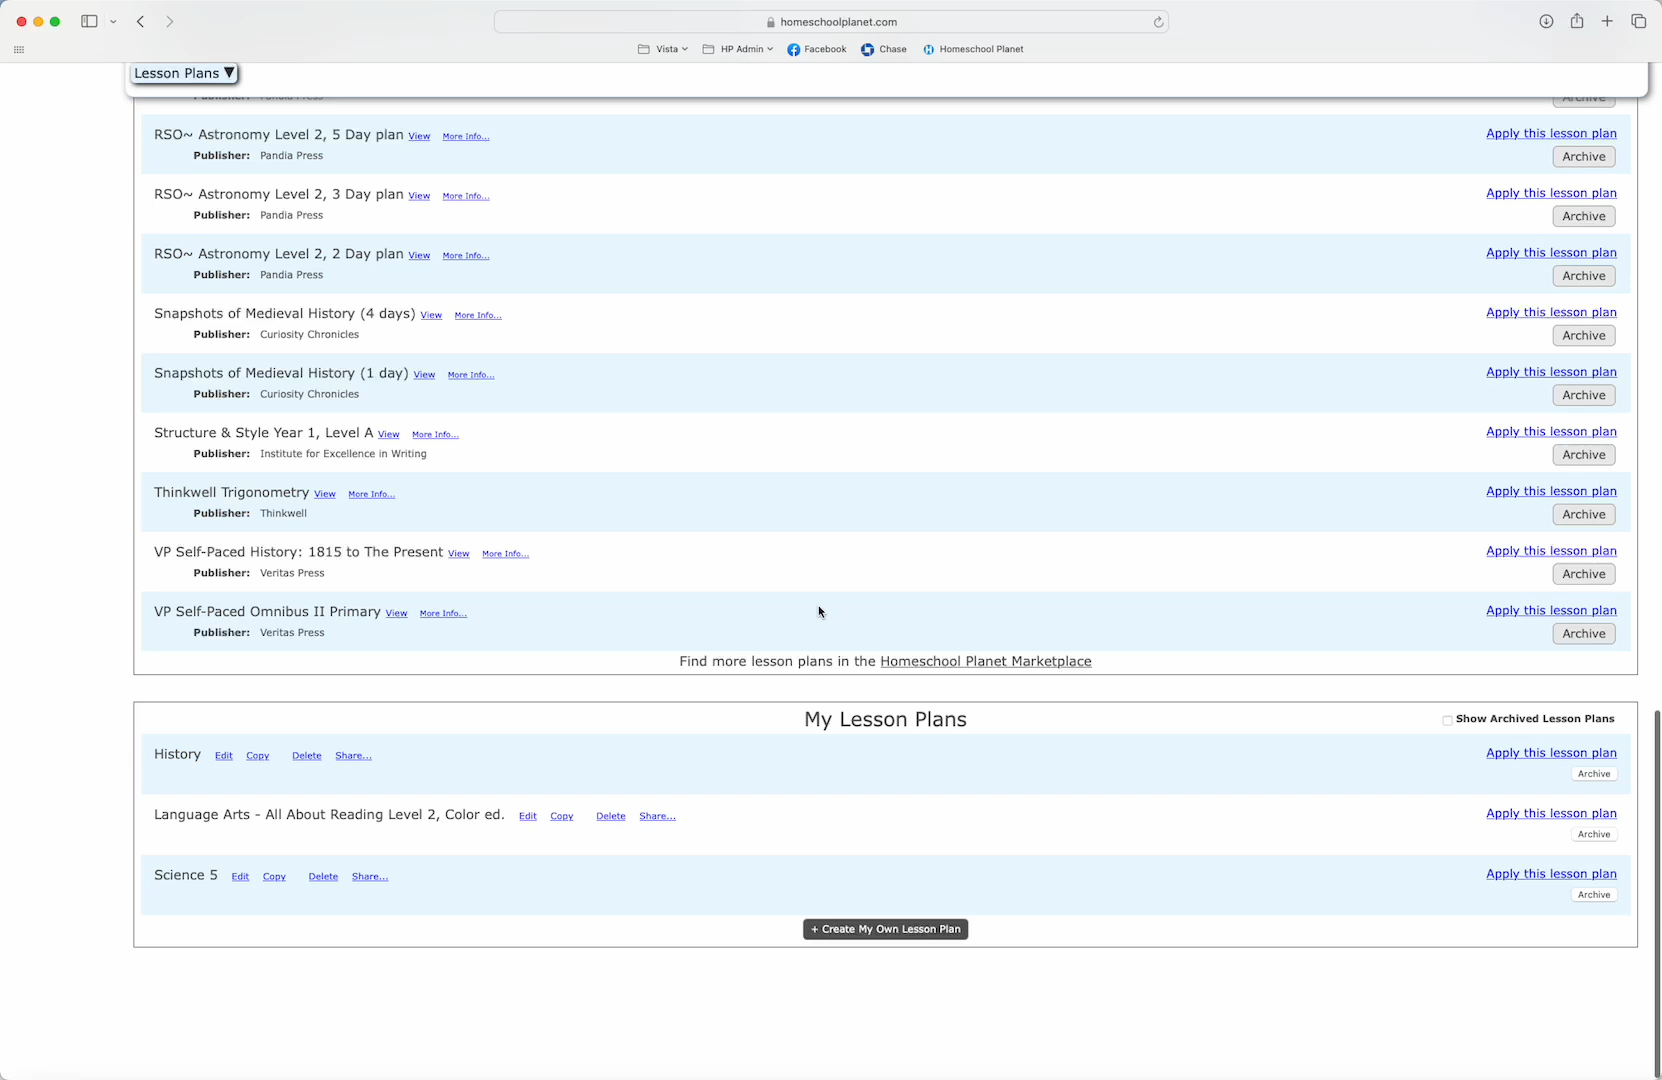 homeschoolplanet.com
Vista HP Admin Facebook Chase Homeschool Planet
Lesson Plans ▼
Publisher: Pandia Press Archive
RSO~ Astronomy Level 2, 5 Day plan View More Info... Apply this lesson plan
Publisher: Pandia Press Archive
RSO~ Astronomy Level 2, 3 Day plan View More Info... Apply this lesson plan
Publisher: Pandia Press Archive
RSO~ Astronomy Level 2, 2 Day plan View More Info... Apply this lesson plan
Publisher: Pandia Press Archive
Snapshots of Medieval History (4 days) View More Info... Apply this lesson plan
Publisher: Curiosity Chronicles Archive
Snapshots of Medieval History (1 day) View More Info... Apply this lesson plan
Publisher: Curiosity Chronicles Archive
Structure & Style Year 1, Level A View More Info... Apply this lesson plan
Publisher: Institute for Excellence in Writing Archive
Thinkwell Trigonometry View More Info... Apply this lesson plan
Publisher: Thinkwell Archive
VP Self-Paced History: 1815 to The Present View More Info... Apply this lesson plan
Publisher: Veritas Press Archive
VP Self-Paced Omnibus II Primary View More Info... Apply this lesson plan
Publisher: Veritas Press Archive
Find more lesson plans in the Homeschool Planet Marketplace
My Lesson Plans Show Archived Lesson Plans
History Edit Copy Delete Share... Apply this lesson plan
Archive
Language Arts - All About Reading Level 2, Color ed. Edit Copy Delete Share... Apply this lesson plan
Archive
Science 5 Edit Copy Delete Share... Apply this lesson plan
Archive
+ Create My Own Lesson Plan